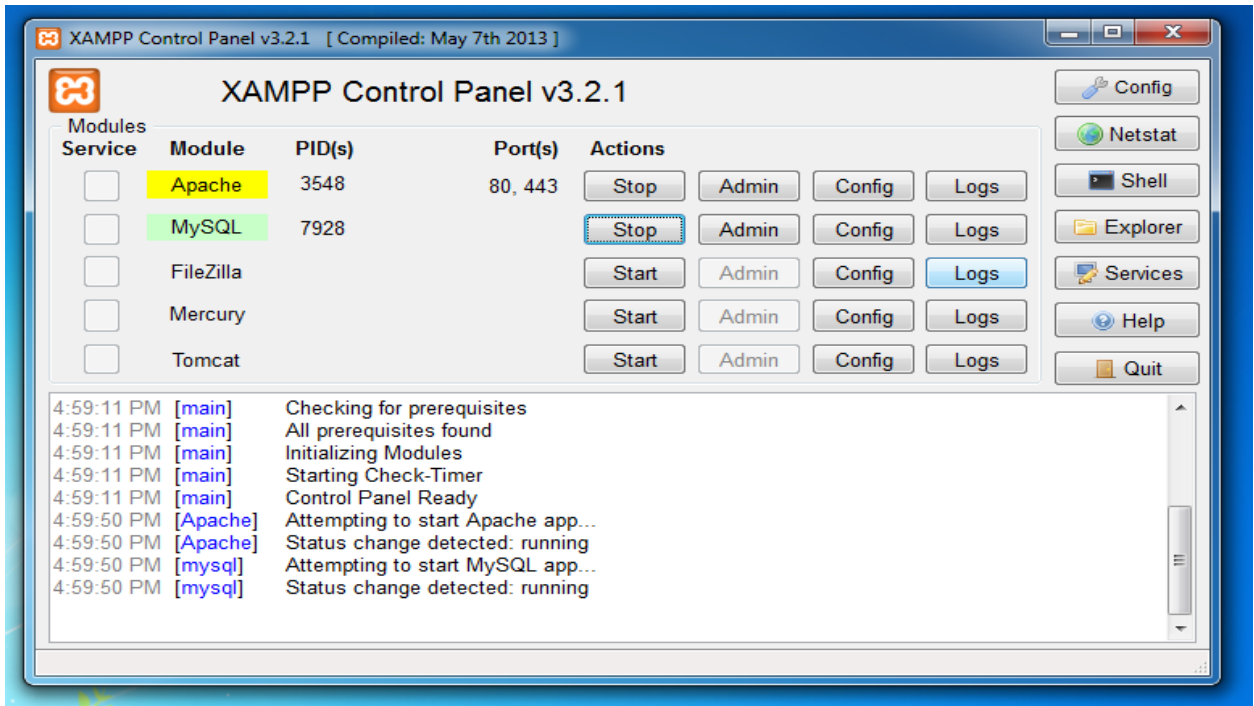 XAMPP Control Panel v3.2.1 [ Compiled: May 7th 2013 ]
XAMPP Control Panel v3.2.1
Config
Modules
Netstat
Service Module PID(s) Port(s) Actions
Apache 3548 80, 443 Stop Admin Config Logs
Shell
MySQL 7928 Stop Admin Config Logs
Explorer
FileZilla Start Admin Config Logs
Services
Mercury Start Admin Config Logs
Help
Tomcat Start Admin Config Logs
Quit
4:59:11 PM [main] Checking for prerequisites
4:59:11 PM [main] All prerequisites found
4:59:11 PM [main] Initializing Modules
4:59:11 PM [main] Starting Check-Timer
4:59:11 PM [main] Control Panel Ready
4:59:50 PM [Apache] Attempting to start Apache app...
4:59:50 PM [Apache] Status change detected: running
4:59:50 PM [mysql] Attempting to start MySQL app...
4:59:50 PM [mysql] Status change detected: running